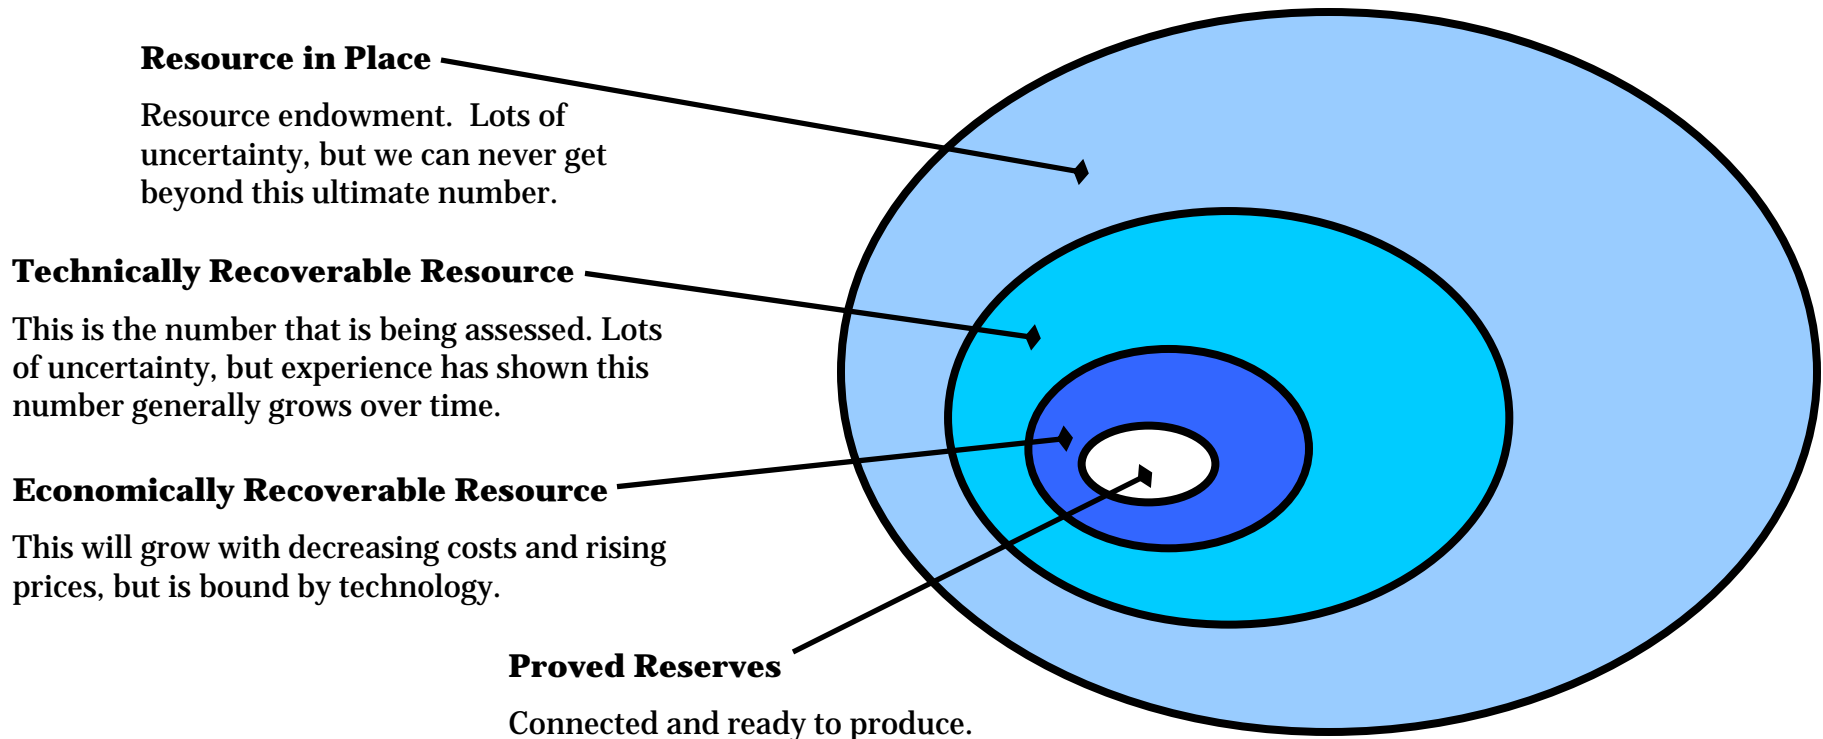 Resource in Place
Resource endowment.  Lots of
uncertainty, but we can never get
beyond this ultimate number.
Technically Recoverable Resource
This is the number that is being assessed. Lots
of uncertainty, but experience has shown this
number generally grows over time.
Economically Recoverable Resource
This will grow with decreasing costs and rising
prices, but is bound by technology.
Proved Reserves
Connected and ready to produce.